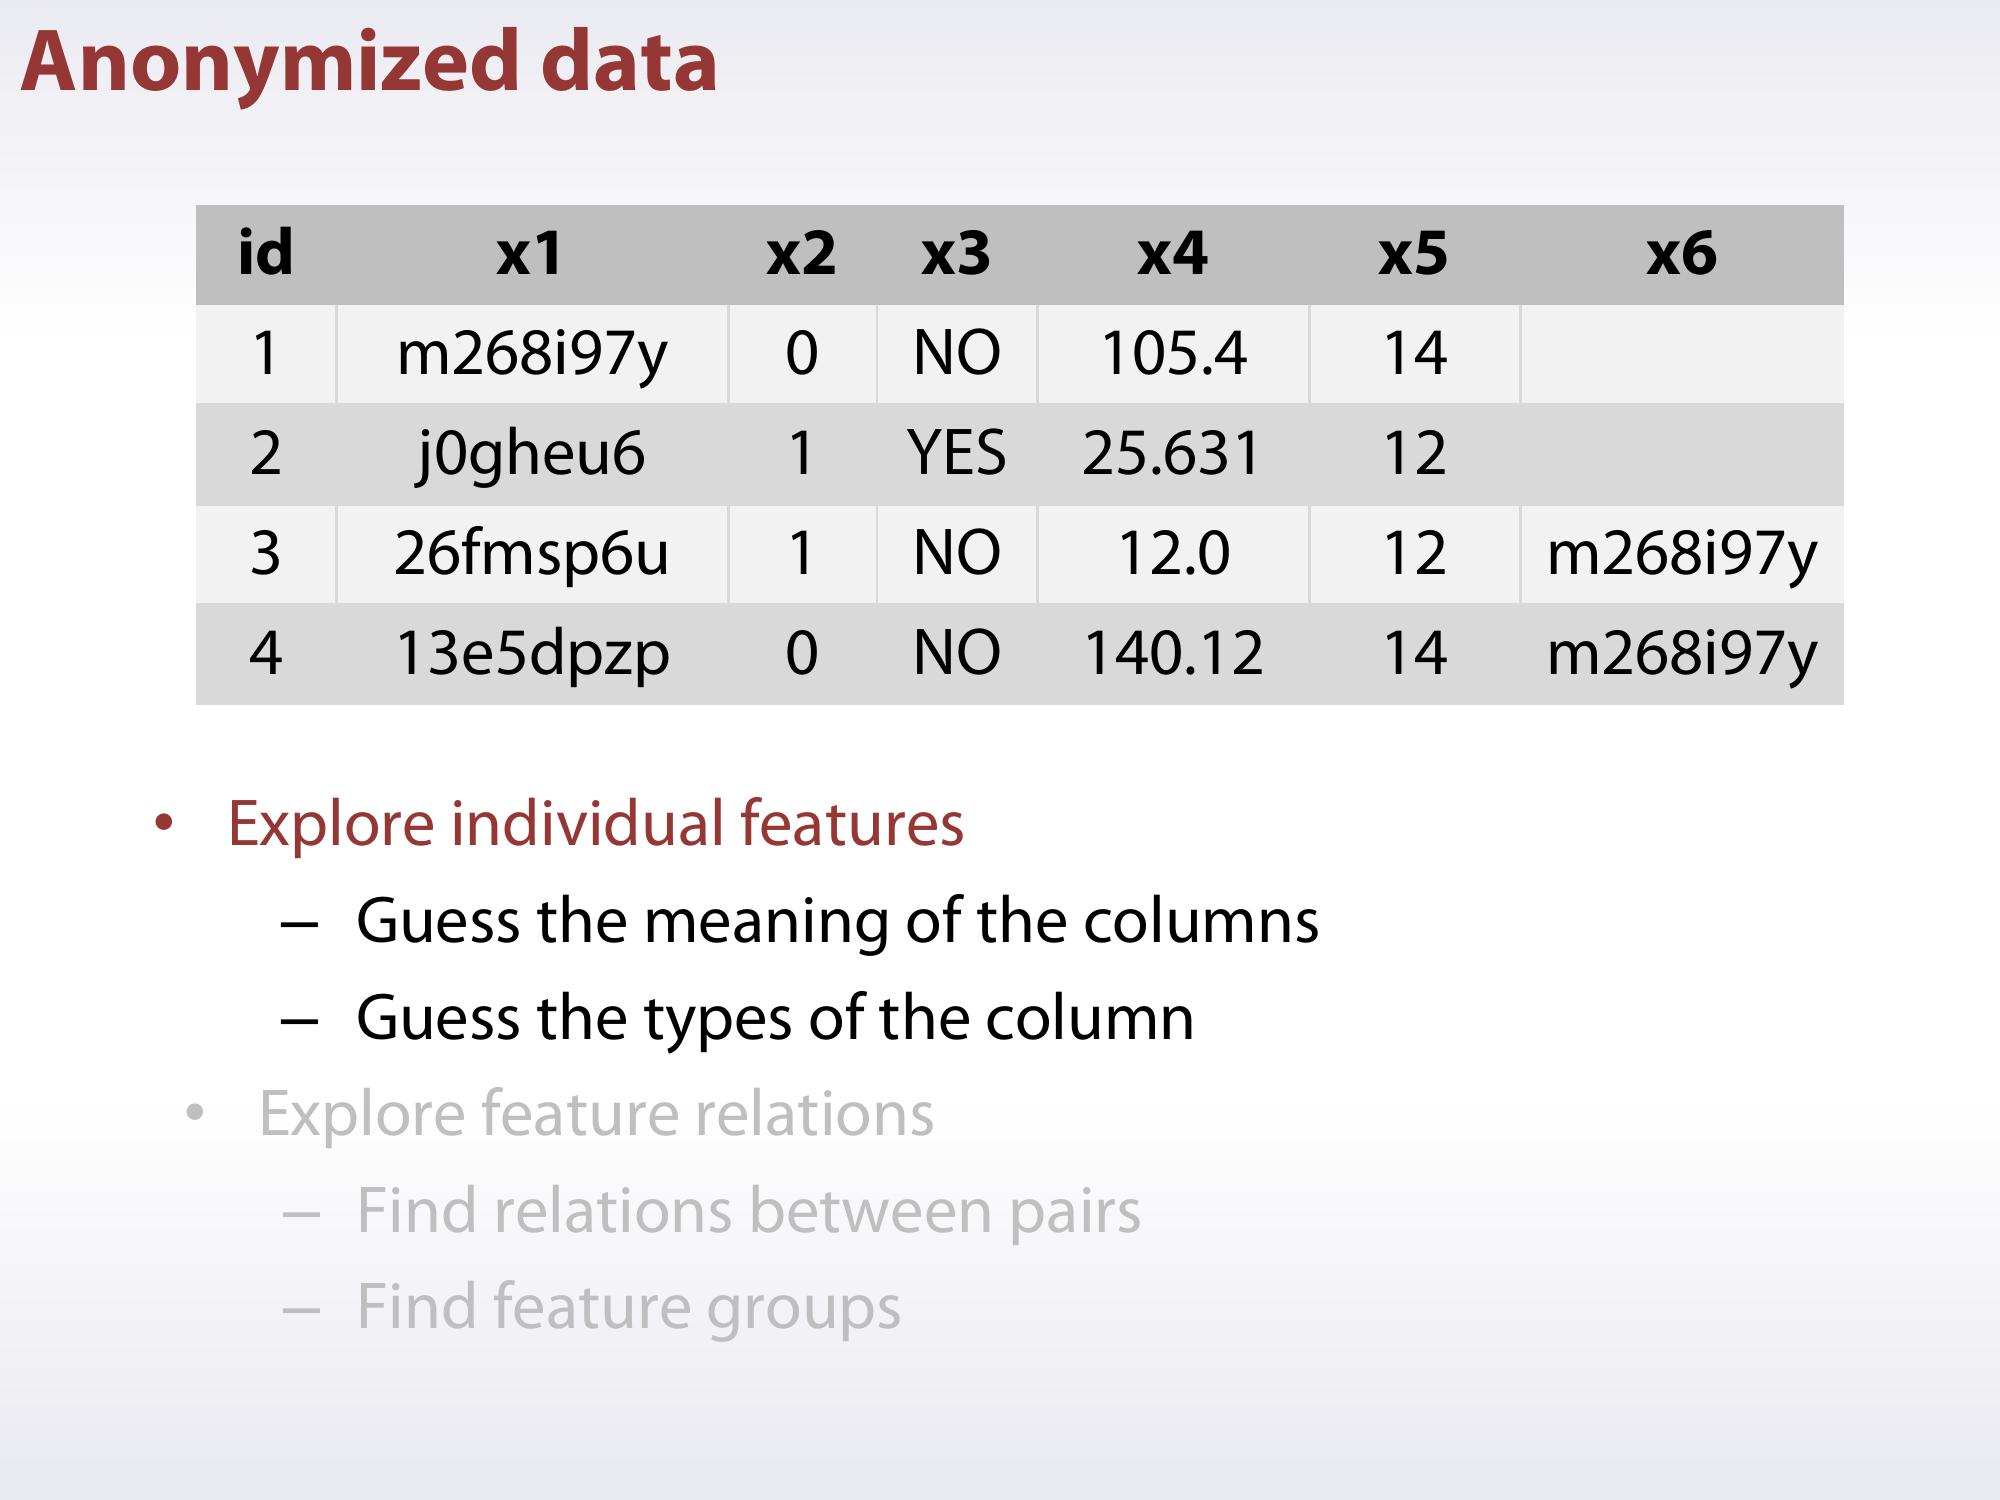 Anonymized data
id x1 x2 x3 x4 x5 x6
1 m268i97y 0 NO 105.4 14
2 j0gheu6 1 YES 25.631 12
3 26fmsp6u 1 NO 12.0 12 m268i97y
4 13e5dpzp 0 NO 140.12 14 m268i97y
• Explore individual features
– Guess the meaning of the columns
– Guess the types of the column
• Explore feature relations
– Find relations between pairs
– Find feature groups